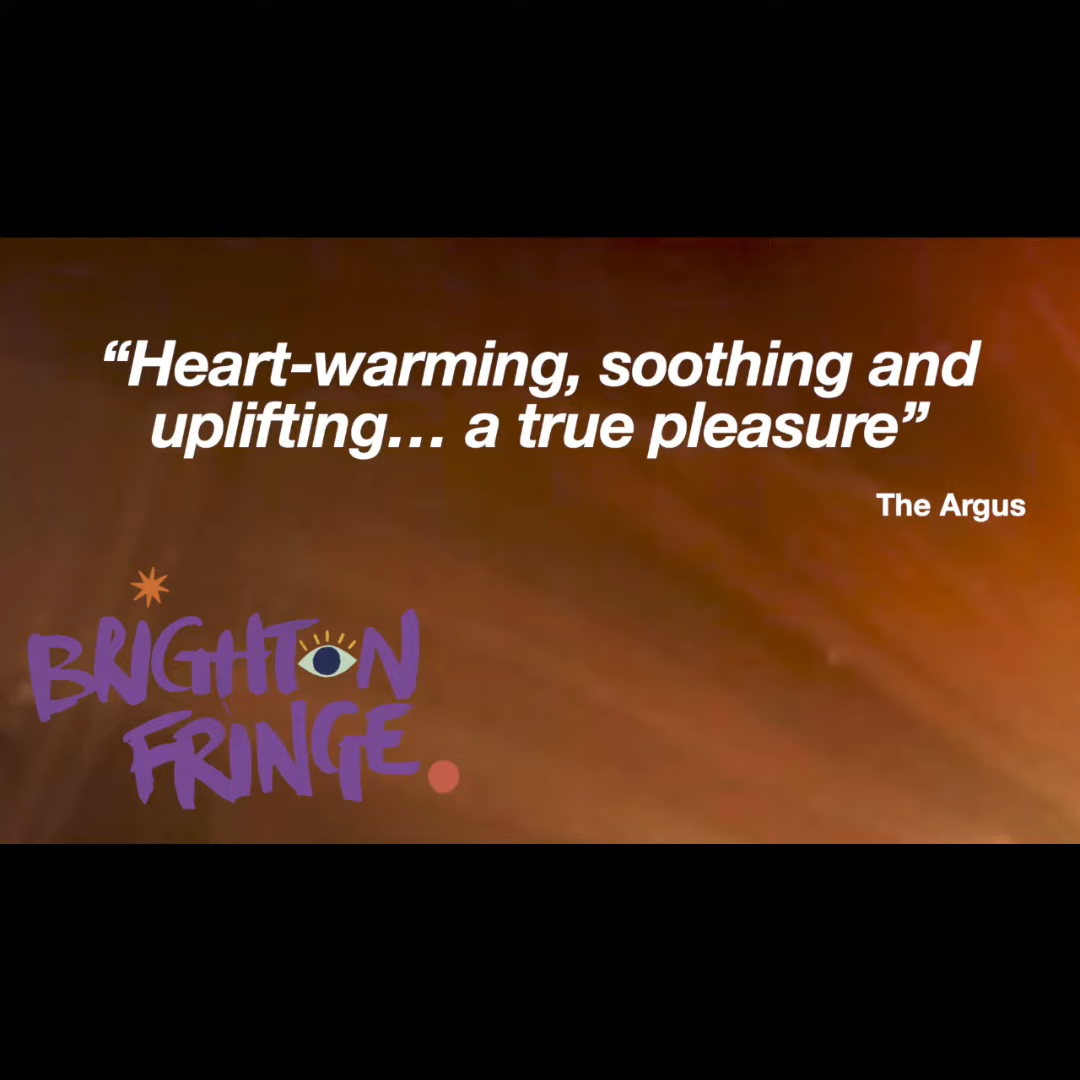 “Heart-warming, soothing and
uplifting… a true pleasure”
The Argus
BRIGHTON
FRINGE